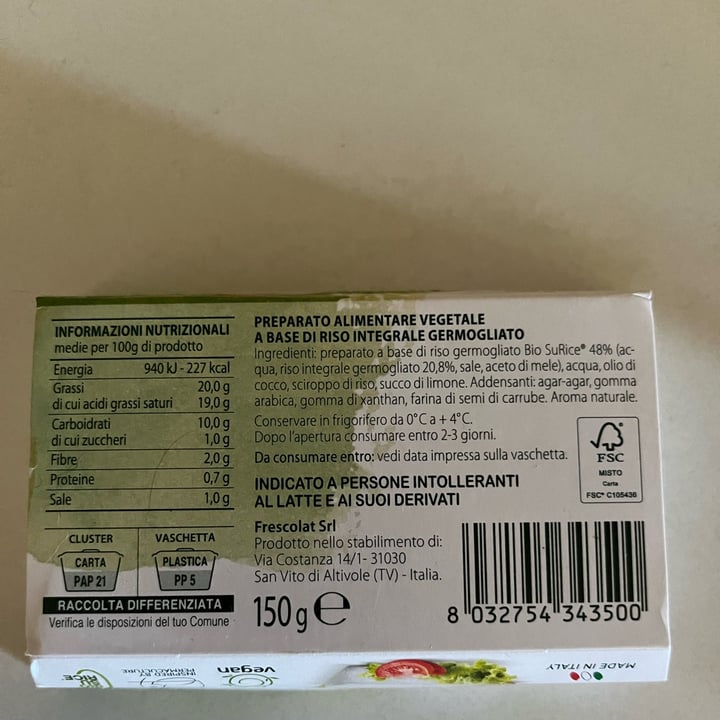 INFORMAZIONI NUTRIZIONALI
medie per 100g di prodotto
Energia 940 kJ - 227 kcal
Grassi 20,0 g
di cui acidi grassi saturi 19,0 g
Carboidrati 10,0 g
di cui zuccheri 1,0 g
Fibre 2,0 g
Proteine 0,7 g
Sale 1,0 g
CLUSTER VASCHETTA
CARTA PLASTICA
PAP 21 PP 5
RACCOLTA DIFFERENZIATA
Verifica le disposizioni del tuo Comune
PREPARATO ALIMENTARE VEGETALE
A BASE DI RISO INTEGRALE GERMOGLIATO
Ingredienti: preparato a base di riso germogliato Bio SuRice® 48% (ac-
qua, riso integrale germogliato 20,8%, sale, aceto di mele), acqua, olio di
cocco, sciroppo di riso, succo di limone. Addensanti: agar-agar, gomma
arabica, gomma di xanthan, farina di semi di carrube. Aroma naturale.
Conservare in frigorifero da 0°C a + 4°C.
Dopo l'apertura consumare entro 2-3 giorni.
Da consumare entro: vedi data impressa sulla vaschetta.
INDICATO A PERSONE INTOLLERANTI
AL LATTE E AI SUOI DERIVATI
FSC
MISTO
Carta
FSC® C105436
Frescolat Srl
Prodotto nello stabilimento di:
Via Costanza 14/1- 31030
San Vito di Altivole (TV) - Italia.
150 g e
8 032754 343500
RICE
INSPIRED BY
PERMACULTURE
vegan
MADE IN ITALY